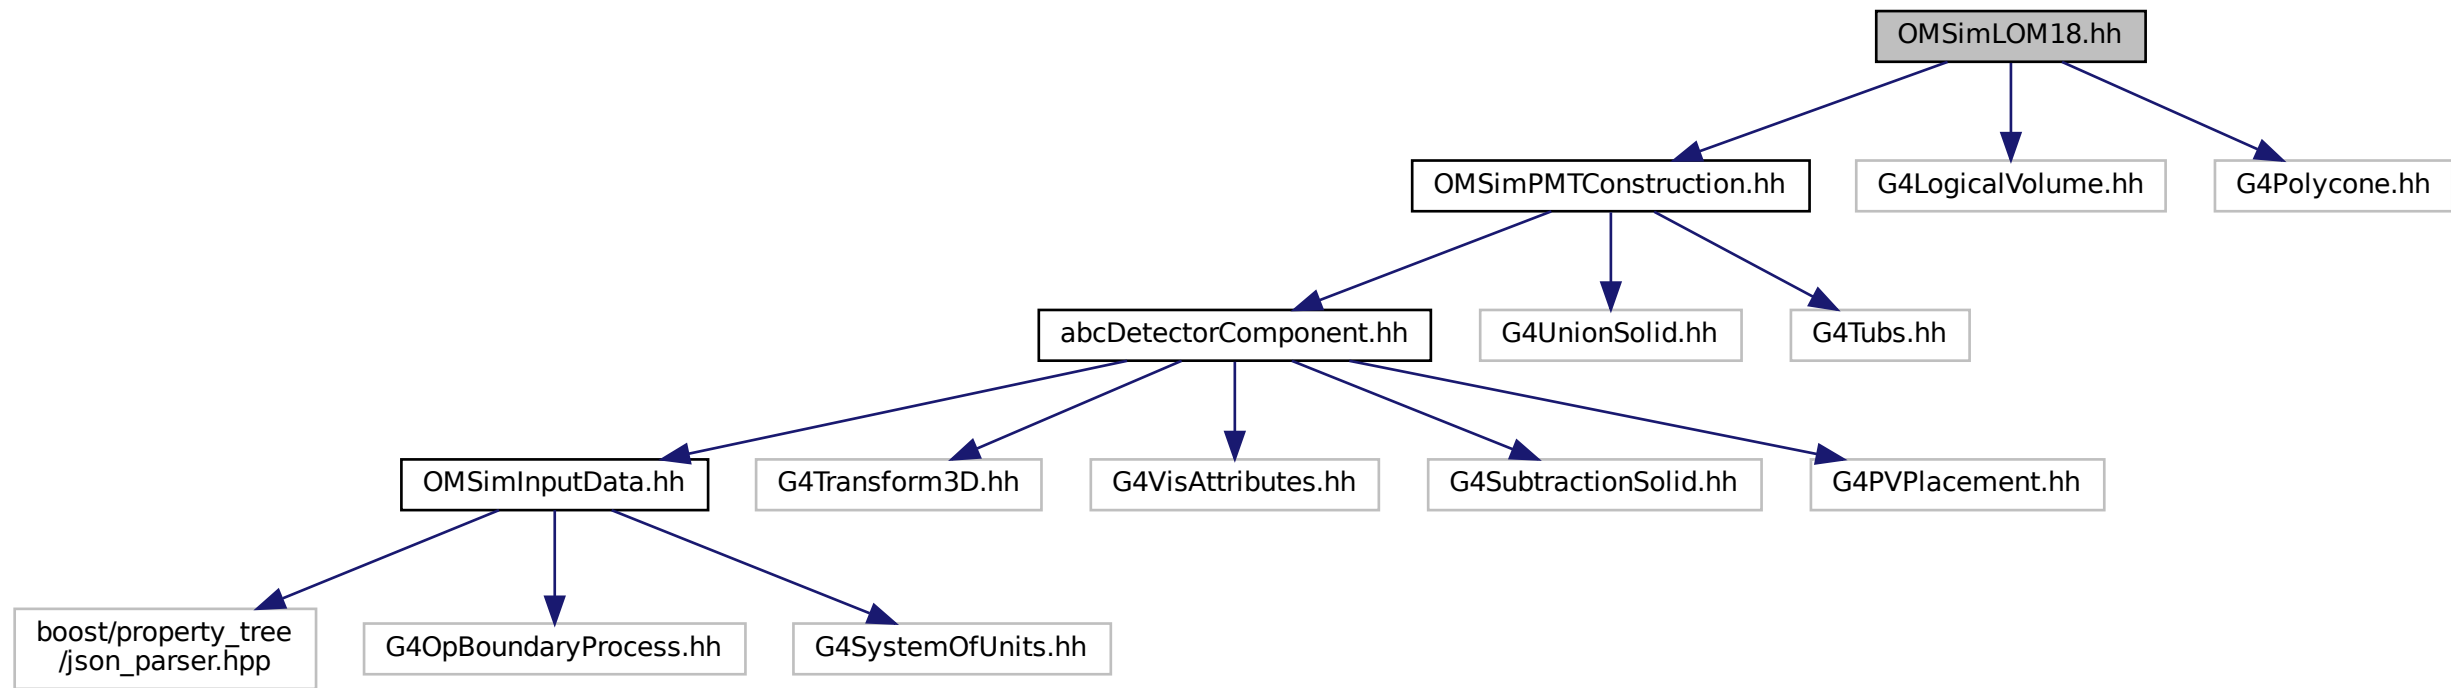 OMSimLOM18.hh
OMSimPMTConstruction.hh
G4LogicalVolume.hh
G4Polycone.hh
abcDetectorComponent.hh
G4UnionSolid.hh
G4Tubs.hh
OMSimInputData.hh
G4Transform3D.hh
G4VisAttributes.hh
G4SubtractionSolid.hh
G4PVPlacement.hh
boost/property_tree
/json_parser.hpp
G4OpBoundaryProcess.hh
G4SystemOfUnits.hh